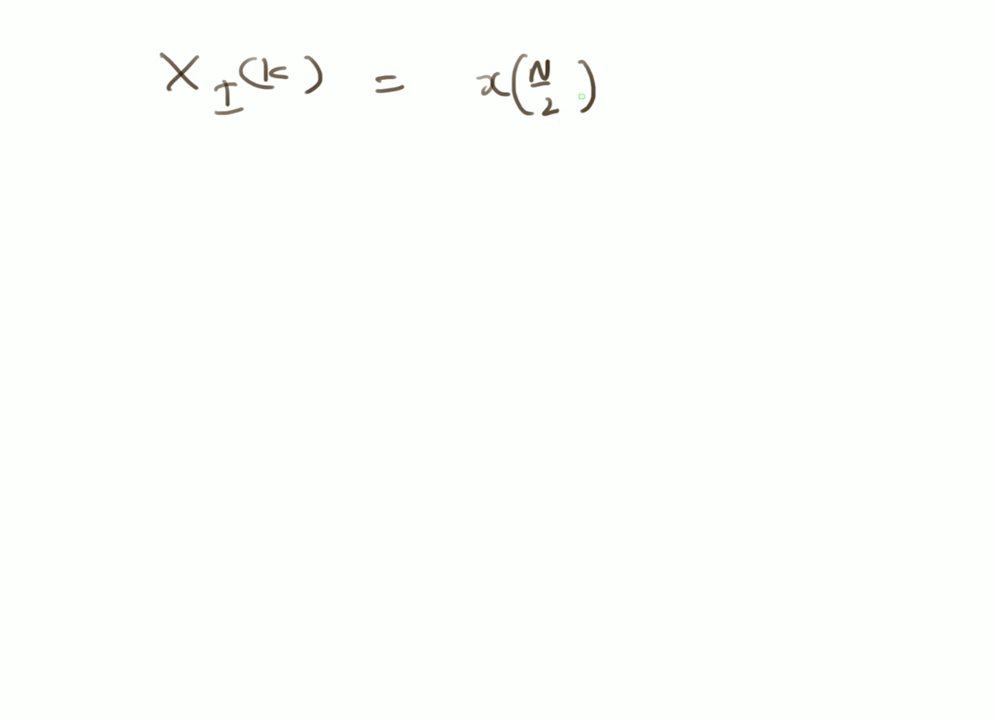 X_I(k) = x(N/2)